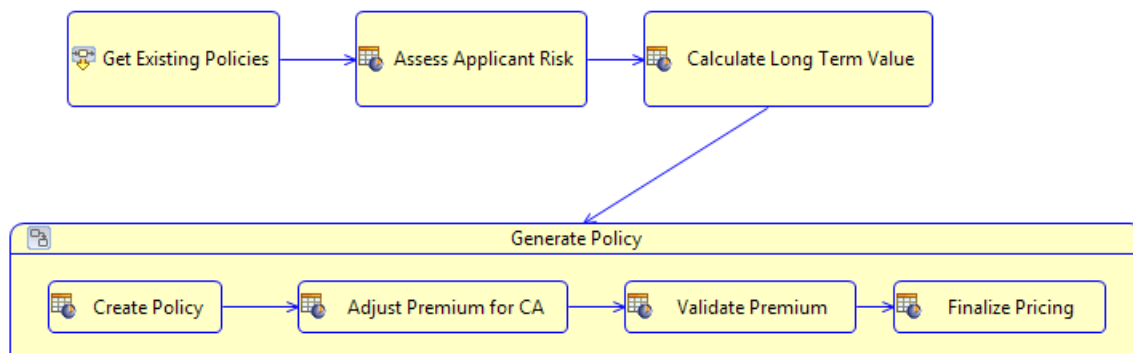 Get Existing Policies
Assess Applicant Risk
Calculate Long Term Value
Generate Policy
Create Policy
Adjust Premium for CA
Validate Premium
Finalize Pricing